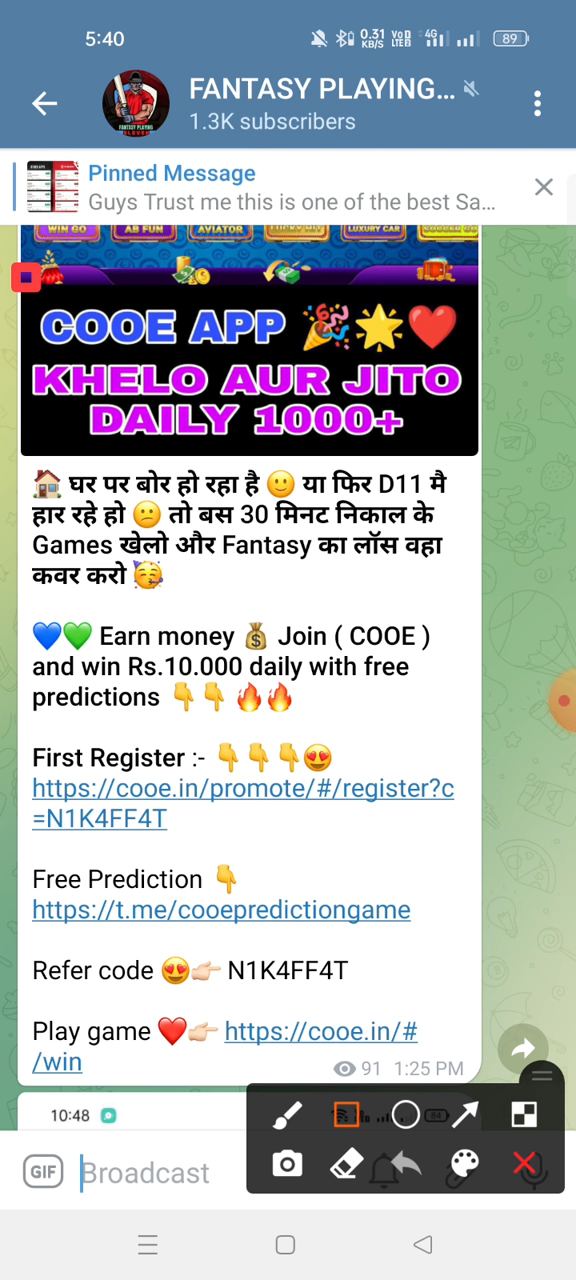 5:40
0.31
KB/S
4G
89
FANTASY PLAYING...
1.3K subscribers
Pinned Message
Guys Trust me this is one of the best Sa...
WIN GO
AB FUN
AVIATOR
LUCKY HIT
LUXURY CAR
COOE APP 🎉🌟❤️
KHELO AUR JITO
DAILY 1000+
🏠 घर पर बोर हो रहा है 🙂 या फिर D11 मै
हार रहे हो 😕 तो बस 30 मिनट निकाल के
Games खेलो और Fantasy का लॉस वहा
कवर करो 🥳
💙💚 Earn money 💰 Join ( COOE )
and win Rs.10.000 daily with free
predictions 👇👇🔥🔥
First Register :- 👇👇👇😍
https://cooe.in/promote/#/register?c
=N1K4FF4T
Free Prediction 👇
https://t.me/cooepredictiongame
Refer code 😍👉🏻 N1K4FF4T
Play game ❤️👉🏻 https://cooe.in/#
/win
91 1:25 PM
10:48
GIF
Broadcast